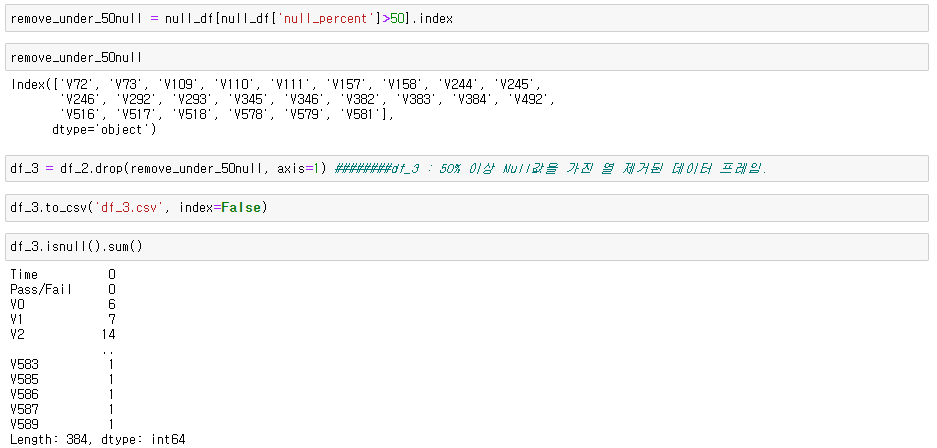 remove_under_50null = null_df[null_df['null_percent']>50].index
remove_under_50null
Index(['V72', 'V73', 'V109', 'V110', 'V111', 'V157', 'V158', 'V244', 'V245',
'V246', 'V292', 'V293', 'V345', 'V346', 'V382', 'V383', 'V384', 'V492',
'V516', 'V517', 'V518', 'V578', 'V579', 'V581'],
dtype='object')
df_3 = df_2.drop(remove_under_50null, axis=1) ########df_3 : 50% 이상 Null값을 가진 열 제거된 데이터 프레임.
df_3.to_csv('df_3.csv', index=False)
df_3.isnull().sum()
Time 0
Pass/Fail 0
V0 6
V1 7
V2 14
..
V583 1
V585 1
V586 1
V587 1
V589 1
Length: 384, dtype: int64